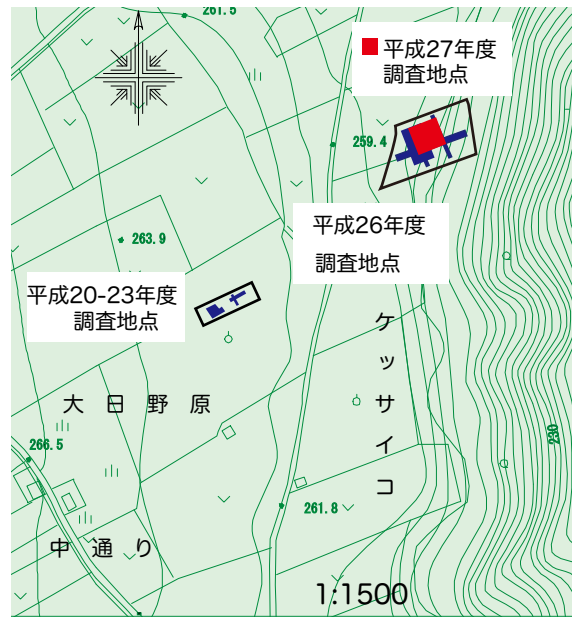 261.5
平成27年度
調査地点
259.4
平成26年度
調査地点
263.9
平成20-23年度
調査地点
ケッサイコ
大日野原
266.5
230
261.8
中通り
1:1500